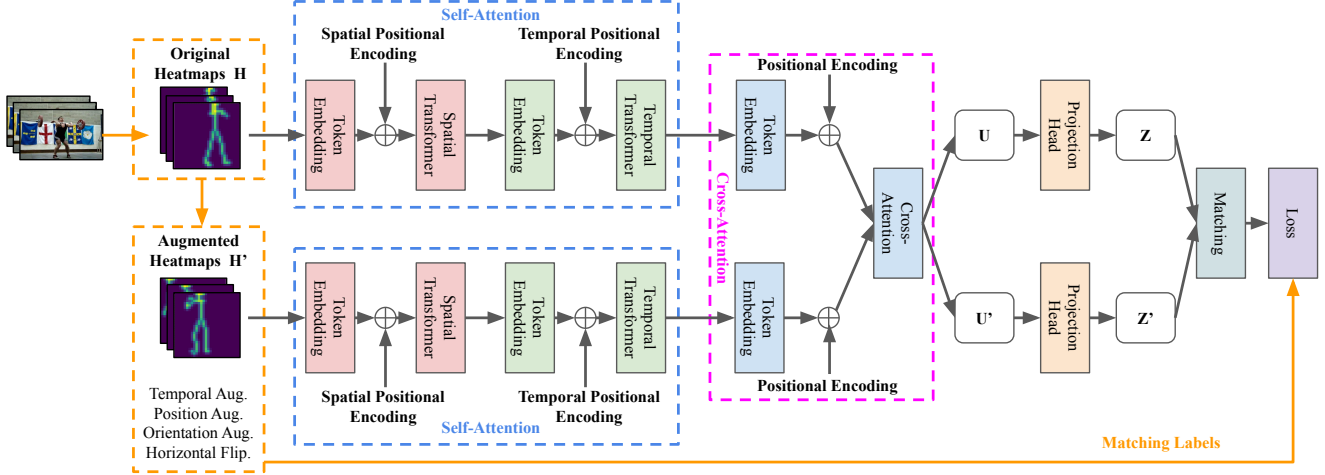 Self-Attention
Original
Heatmaps H
Spatial Positional
Encoding
Temporal Positional
Encoding
Token
Embedding
Spatial
Transformer
Token
Embedding
Temporal
Transformer
Cross-Attention
Positional Encoding
Token
Embedding
Cross-
Attention
U
Projection
Head
Z
Matching
Loss
Augmented
Heatmaps H'
Temporal Aug.
Position Aug.
Orientation Aug.
Horizontal Flip.
Token
Embedding
Spatial
Transformer
Token
Embedding
Temporal
Transformer
Spatial Positional
Encoding
Temporal Positional
Encoding
Self-Attention
Token
Embedding
Positional Encoding
U'
Projection
Head
Z'
Matching Labels